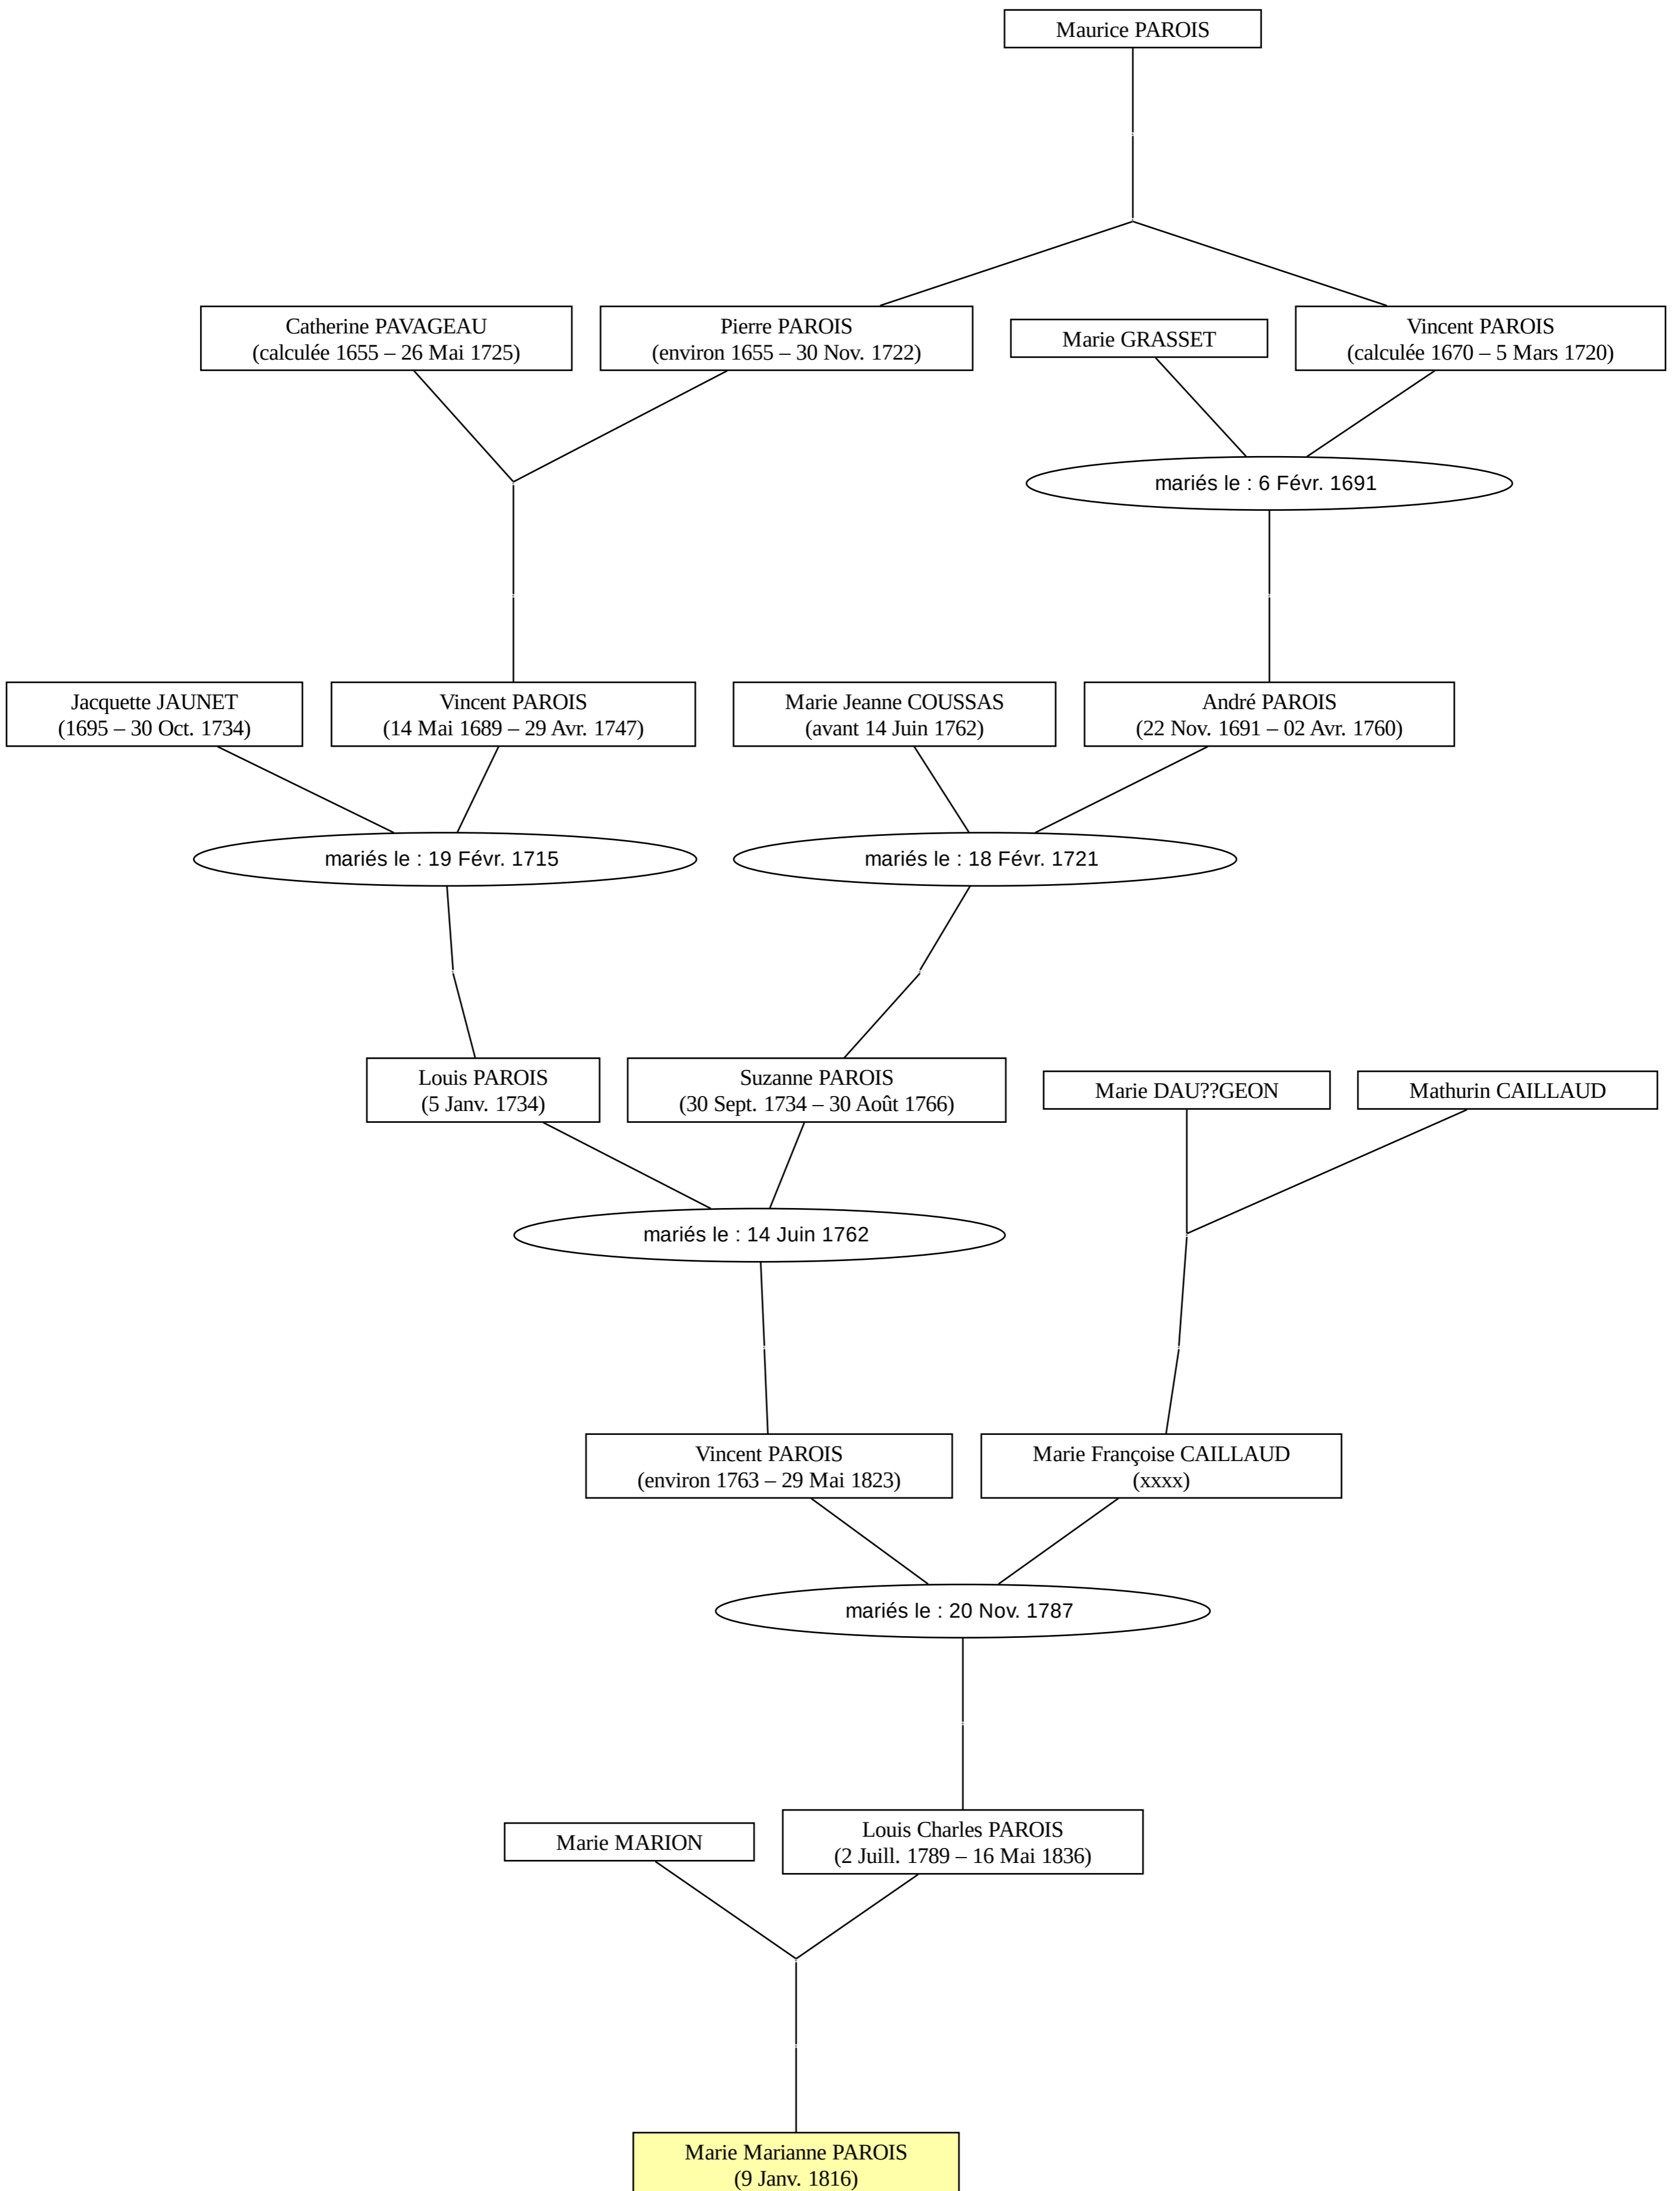 Maurice PAROIS
Catherine PAVAGEAU
(calculée 1655 – 26 Mai 1725)
Pierre PAROIS
(environ 1655 – 30 Nov. 1722)
Marie GRASSET
Vincent PAROIS
(calculée 1670 – 5 Mars 1720)
mariés le : 6 Févr. 1691
Jacquette JAUNET
(1695 – 30 Oct. 1734)
Vincent PAROIS
(14 Mai 1689 – 29 Avr. 1747)
Marie Jeanne COUSSAS
(avant 14 Juin 1762)
André PAROIS
(22 Nov. 1691 – 02 Avr. 1760)
mariés le : 19 Févr. 1715
mariés le : 18 Févr. 1721
Louis PAROIS
(5 Janv. 1734)
Suzanne PAROIS
(30 Sept. 1734 – 30 Août 1766)
Marie DAU??GEON
Mathurin CAILLAUD
mariés le : 14 Juin 1762
Vincent PAROIS
(environ 1763 – 29 Mai 1823)
Marie Françoise CAILLAUD
(xxxx)
mariés le : 20 Nov. 1787
Marie MARION
Louis Charles PAROIS
(2 Juill. 1789 – 16 Mai 1836)
Marie Marianne PAROIS
(9 Janv. 1816)